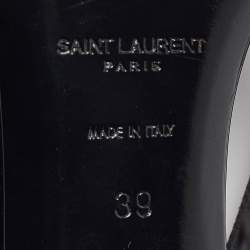 SAINT LAURENT
PARIS
MADE IN ITALY
39